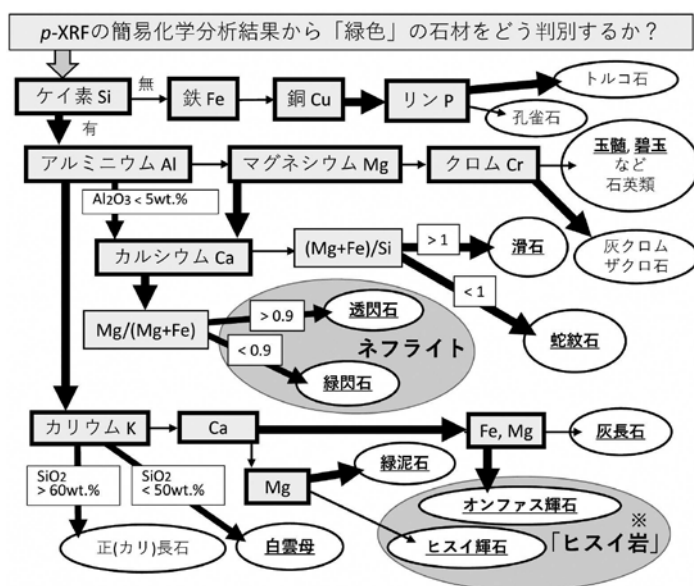 p-XRFの簡易化学分析結果から「緑色」の石材をどう判別するか？
ケイ素 Si
無
鉄 Fe
銅 Cu
リン P
トルコ石
孔雀石
有
アルミニウム Al
マグネシウム Mg
クロム Cr
玉髄, 碧玉
など
石英類
Al₂O₃ < 5wt.%
カルシウム Ca
(Mg+Fe)/Si
> 1
滑石
灰クロム
ザクロ石
< 1
蛇紋石
Mg/(Mg+Fe)
> 0.9
透閃石
ネフライト
< 0.9
緑閃石
カリウム K
Ca
Fe, Mg
灰長石
SiO₂
> 60wt.%
SiO₂
< 50wt.%
Mg
緑泥石
オンファス輝石
※
「ヒスイ岩」
ヒスイ輝石
正(カリ)長石
白雲母